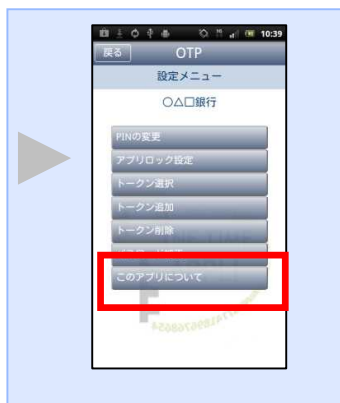 10:39
戻る OTP
設定メニュー
○△□銀行
PINの変更
アプリロック設定
トークン選択
トークン追加
トークン削除
このアプリについて